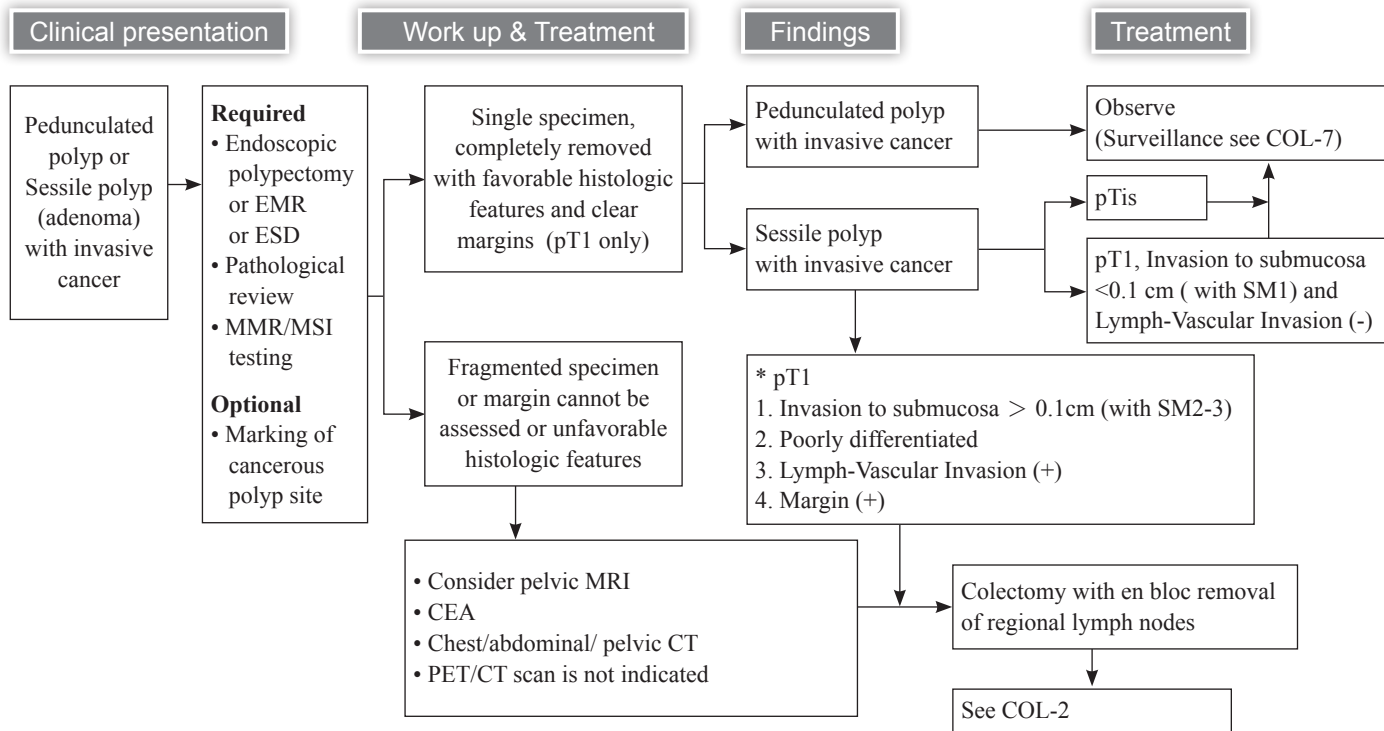 Clinical presentation
Work up & Treatment
Findings
Treatment
Pedunculated
polyp or
Sessile polyp
(adenoma)
with invasive
cancer
Required
• Endoscopic
polypectomy
or EMR
or ESD
• Pathological
review
• MMR/MSI
testing
Optional
• Marking of
cancerous
polyp site
Single specimen,
completely removed
with favorable histologic
features and clear
margins (pT1 only)
Fragmented specimen
or margin cannot be
assessed or unfavorable
histologic features
• Consider pelvic MRI
• CEA
• Chest/abdominal/ pelvic CT
• PET/CT scan is not indicated
Pedunculated polyp
with invasive cancer
Sessile polyp
with invasive cancer
* pT1
1. Invasion to submucosa > 0.1cm (with SM2-3)
2. Poorly differentiated
3. Lymph-Vascular Invasion (+)
4. Margin (+)
Observe
(Surveillance see COL-7)
pTis
pT1, Invasion to submucosa
<0.1 cm ( with SM1) and
Lymph-Vascular Invasion (-)
Colectomy with en bloc removal
of regional lymph nodes
See COL-2